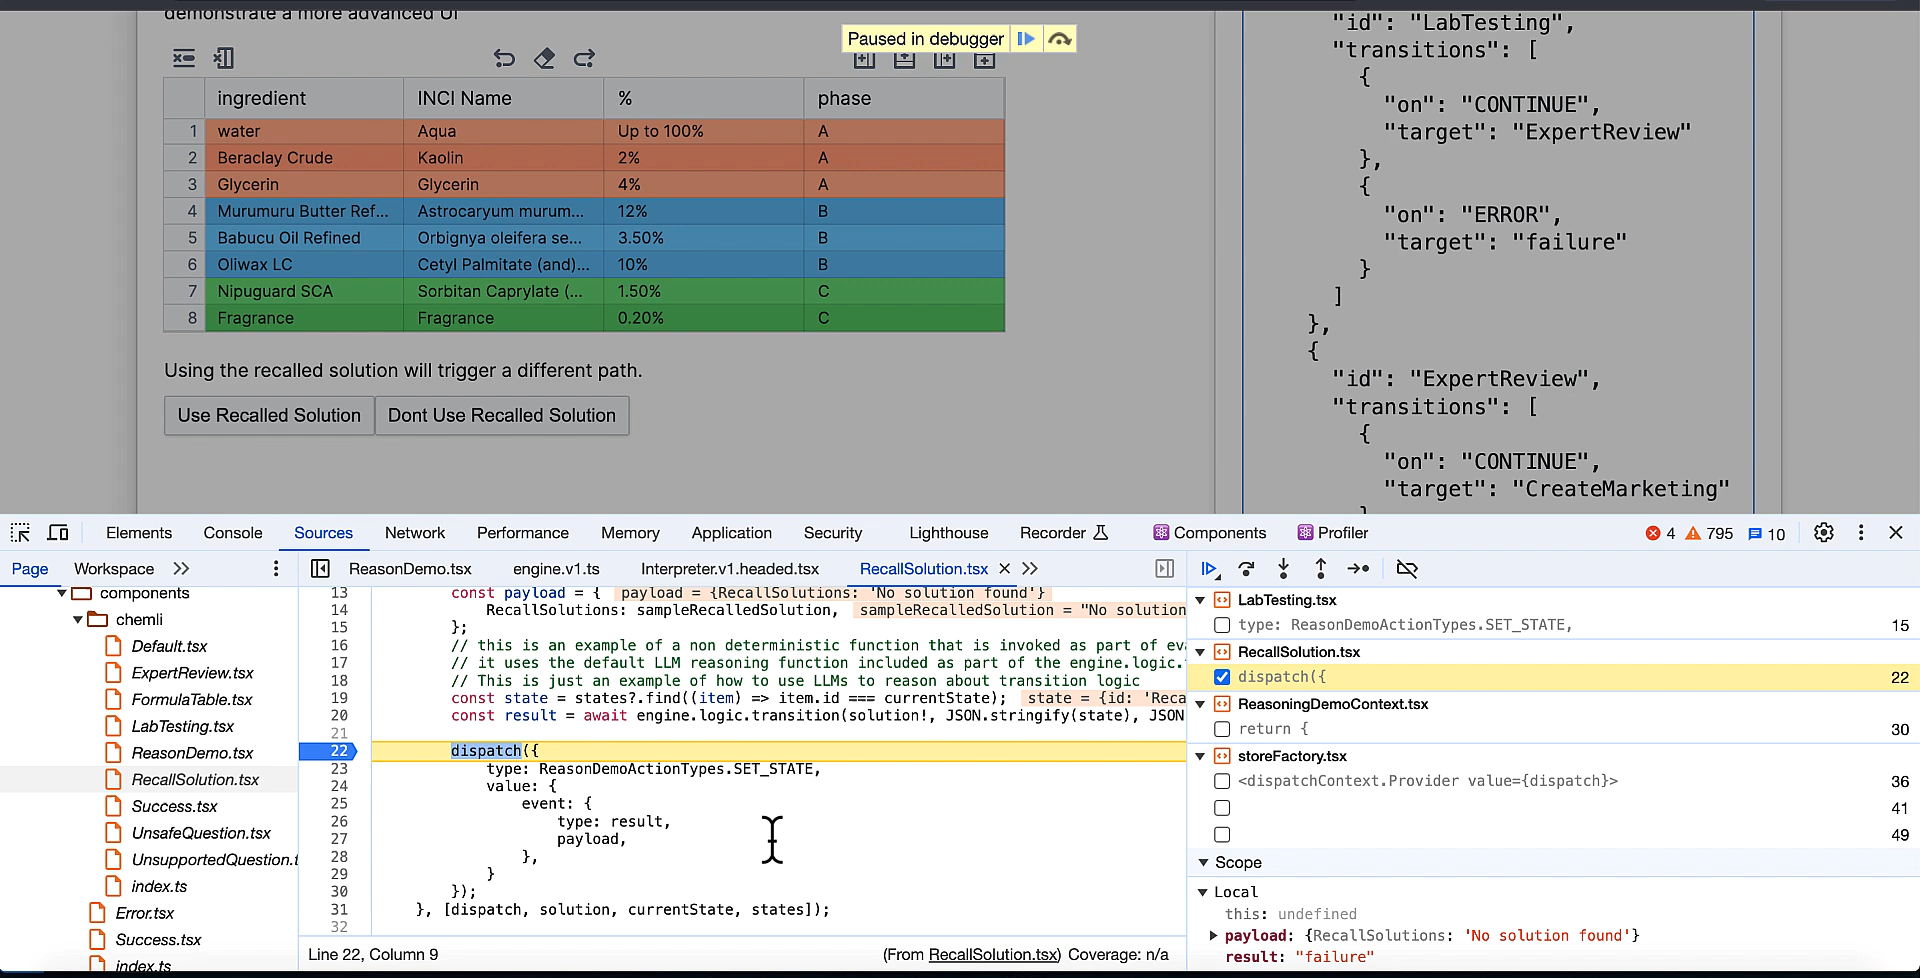 demonstrate a more advanced UI
Paused in debugger
ingredient INCI Name % phase
1 water Aqua Up to 100% A
2 Beraclay Crude Kaolin 2% A
3 Glycerin Glycerin 4% A
4 Murumuru Butter Ref... Astrocaryum murum... 12% B
5 Babucu Oil Refined Orbignya oleifera se... 3.50% B
6 Oliwax LC Cetyl Palmitate (and)... 10% B
7 Nipuguard SCA Sorbitan Caprylate (... 1.50% C
8 Fragrance Fragrance 0.20% C
Using the recalled solution will trigger a different path.
Use Recalled Solution Dont Use Recalled Solution
"id": "LabTesting",
"transitions": [
{
"on": "CONTINUE",
"target": "ExpertReview"
},
{
"on": "ERROR",
"target": "failure"
}
]
},
{
"id": "ExpertReview",
"transitions": [
{
"on": "CONTINUE",
"target": "CreateMarketing"
Elements Console Sources Network Performance Memory Application Security Lighthouse Recorder Components Profiler 4 795 10
Page Workspace
components
chemli
Default.tsx
ExpertReview.tsx
FormulaTable.tsx
LabTesting.tsx
ReasonDemo.tsx
RecallSolution.tsx
Success.tsx
UnsafeQuestion.tsx
UnsupportedQuestion.t
index.ts
Error.tsx
Success.tsx
index.ts
ReasonDemo.tsx engine.v1.ts Interpreter.v1.headed.tsx RecallSolution.tsx
13 const payload = { payload = {RecallSolutions: 'No solution found'}
14 RecallSolutions: sampleRecalledSolution, sampleRecalledSolution = "No solution
15 };
16 // this is an example of a non deterministic function that is invoked as part of ev
17 // it uses the default LLM reasoning function included as part of the engine.logic.
18 // This is just an example of how to use LLMs to reason about transition logic
19 const state = states?.find((item) => item.id === currentState); state = {id: 'Reca
20 const result = await engine.logic.transition(solution!, JSON.stringify(state), JSON
21
22 dispatch({
23 type: ReasonDemoActionTypes.SET_STATE,
24 value: {
25 event: {
26 type: result,
27 payload,
28 },
29 }
30 });
31 }, [dispatch, solution, currentState, states]);
32
Line 22, Column 9 (From RecallSolution.tsx) Coverage: n/a
LabTesting.tsx
type: ReasonDemoActionTypes.SET_STATE, 15
RecallSolution.tsx
dispatch({ 22
ReasoningDemoContext.tsx
return { 30
storeFactory.tsx
<dispatchContext.Provider value={dispatch}> 36
41
49
Scope
Local
this: undefined
payload: {RecallSolutions: 'No solution found'}
result: "failure"